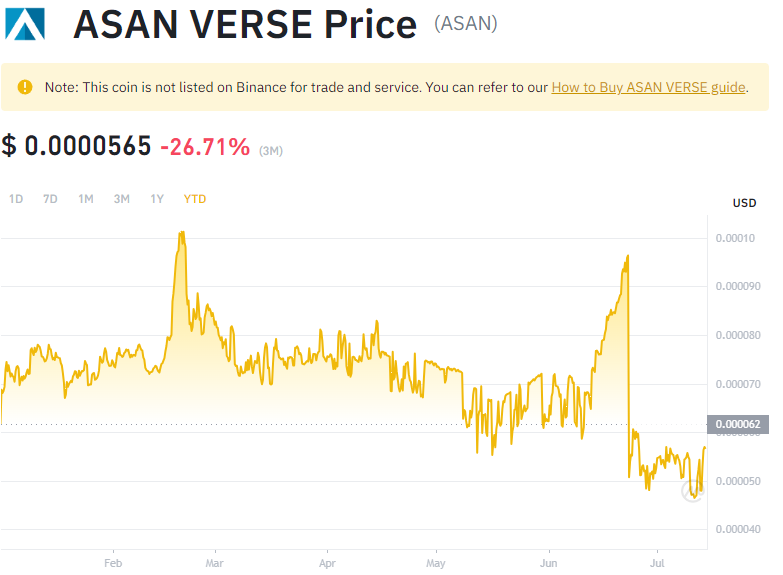 ASAN VERSE Price (ASAN)
Note: This coin is not listed on Binance for trade and service. You can refer to our How to Buy ASAN VERSE guide.
$ 0.0000565 -26.71% (3M)
1D 7D 1M 3M 1Y YTD
USD
0.00010
0.000090
0.000080
0.000070
0.000062
0.000050
0.000040
Feb Mar Apr May Jun Jul